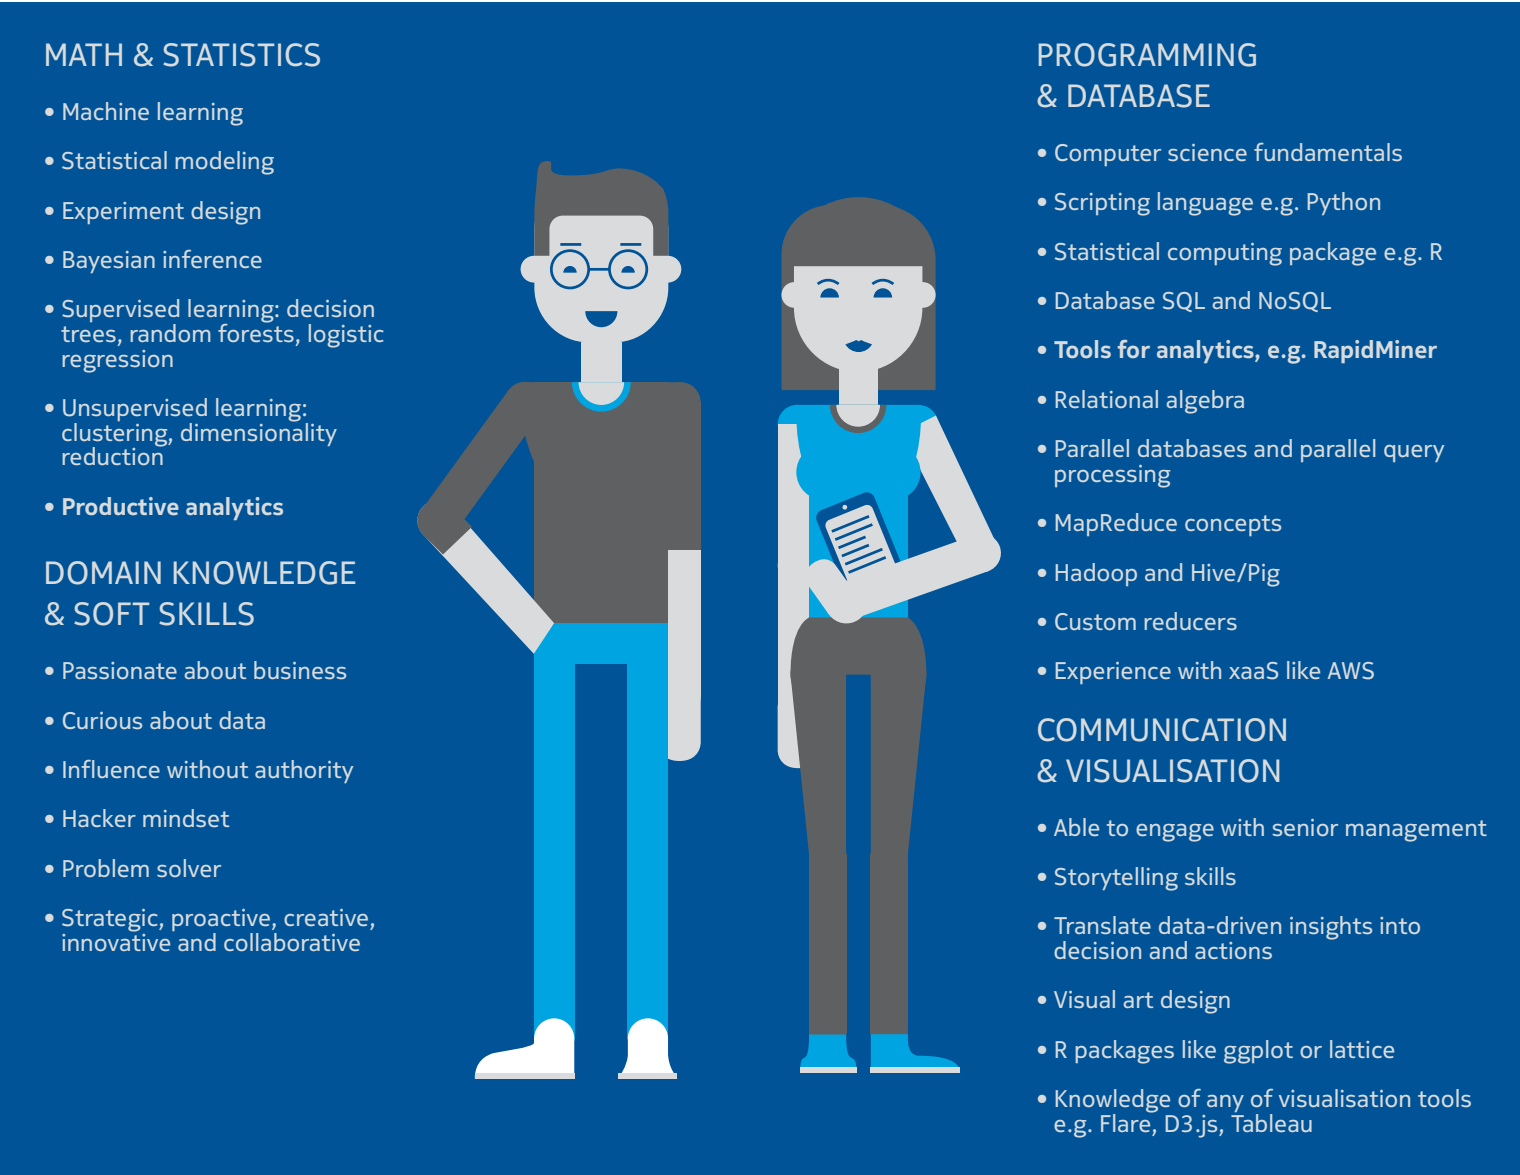 MATH & STATISTICS
• Machine learning
• Statistical modeling
• Experiment design
• Bayesian inference
• Supervised learning: decision
trees, random forests, logistic
regression
• Unsupervised learning:
clustering, dimensionality
reduction
• Productive analytics
DOMAIN KNOWLEDGE
& SOFT SKILLS
• Passionate about business
• Curious about data
• Influence without authority
• Hacker mindset
• Problem solver
• Strategic, proactive, creative,
innovative and collaborative
PROGRAMMING
& DATABASE
• Computer science fundamentals
• Scripting language e.g. Python
• Statistical computing package e.g. R
• Database SQL and NoSQL
• Tools for analytics, e.g. RapidMiner
• Relational algebra
• Parallel databases and parallel query
processing
• MapReduce concepts
• Hadoop and Hive/Pig
• Custom reducers
• Experience with xaaS like AWS
COMMUNICATION
& VISUALISATION
• Able to engage with senior management
• Storytelling skills
• Translate data-driven insights into
decision and actions
• Visual art design
• R packages like ggplot or lattice
• Knowledge of any of visualisation tools
e.g. Flare, D3.js, Tableau